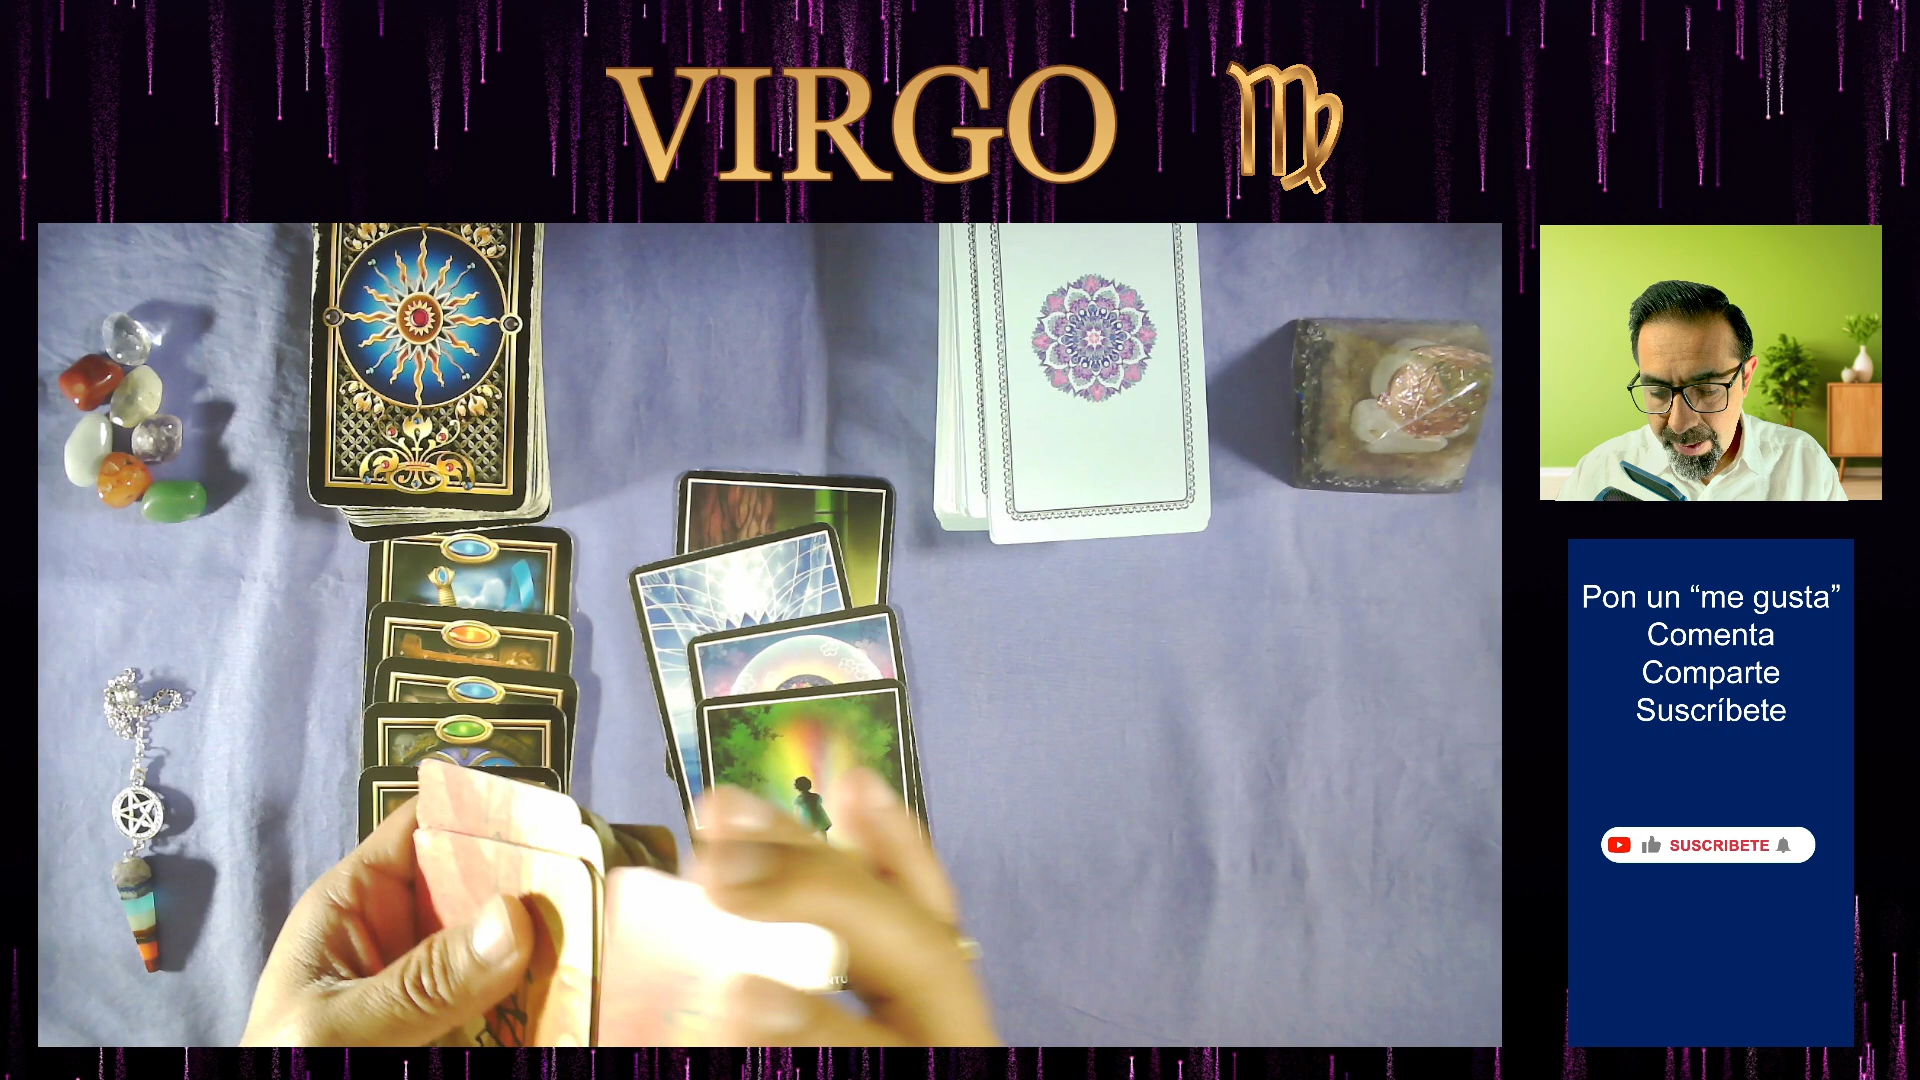 VIRGO
Pon un “me gusta”
Comenta
Comparte
Suscríbete
SUSCRIBETE